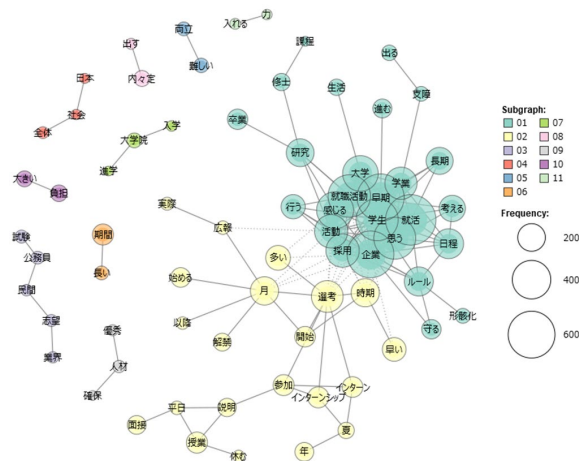 力
入れる
両立
難しい
出す
内々定
課程
出る
日本
社会
全体
修士
生活
支障
進む
卒業
入学
大学院
進学
研究
大学
学業
長期
就職活動
早期
大きい
負担
行う
感じる
学生
就活
考える
実際
広報
活動
思う
日程
採用
企業
期間
長い
試験
公務員
民間
志望
業界
多い
始める
月
選考
時期
ルール
形骸化
守る
以降
解禁
開始
早い
優秀
人材
確保
参加
インターン
インターンシップ
平日
説明
面接
授業
夏
休む
年
Subgraph:
01 07
02 08
03 09
04 10
05 11
06
Frequency:
200
400
600